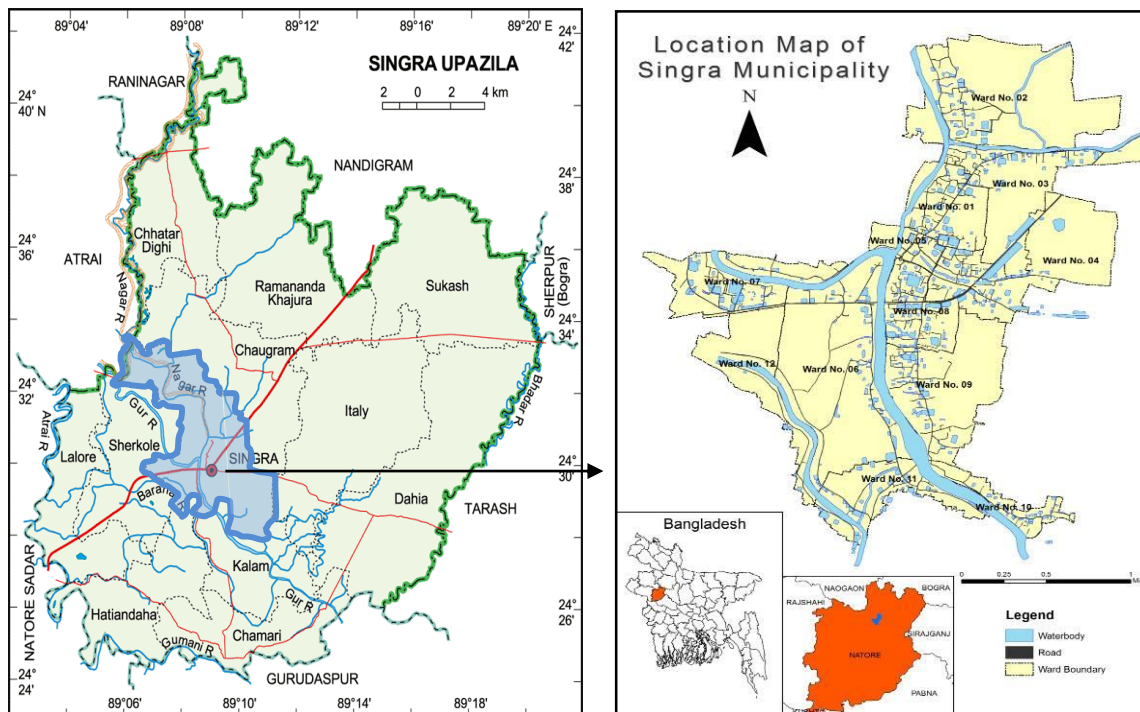 89°04'
89°08'
89°12'
89°16'
89°20' E
24°
42'
SINGRA UPAZILA
RANINAGAR
2 0 2 4 km
24°
40' N
NANDIGRAM
24°
38'
Chhatar
Dighi
24°
36'
ATRAI
Nagar R
Ramananda
Khajura
Sukash
SHERPUR
(Bogra)
24°
34'
Chaugram
24°
32'
Nagar R
Bhadar R
Gur R
Italy
Atrai R
Sherkole
Lalore
SINGRA
24°
30'
Dahia
TARASH
24°
28'
Kalam
NATORE SADAR
Gur R
Hatiandaha
24°
26'
Chamari
Gumani R
24°
24'
GURUDASPUR
89°06'
89°10'
89°14'
89°18'
Location Map of
Singra Municipality
N
Ward No. 02
Ward No. 03
Ward No. 01
Ward No. 05
Ward No. 04
Ward No. 07
Ward No. 08
Ward No. 12
Ward No. 06
Ward No. 09
Ward No. 11
Ward No. 10
Bangladesh
NAOGAON
BOGRA
RAJSHAHI
SIRAJGANJ
NATORE
PABNA
0 0.5 1
Legend
Waterbody
Road
Ward Boundary